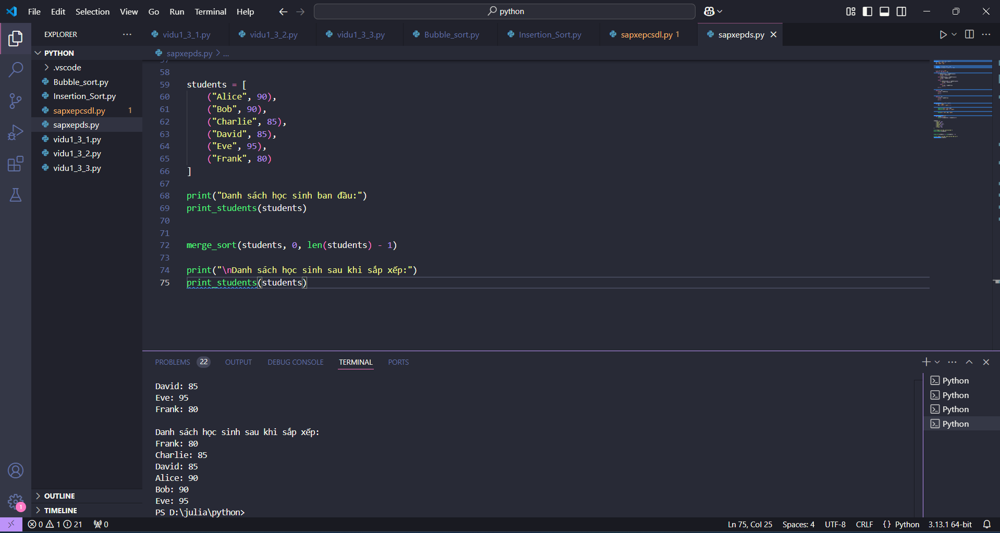 File Edit Selection View Go Run Terminal Help
python
EXPLORER
PYTHON
.vscode
Bubble_sort.py
Insertion_Sort.py
sapxepcsdl.py 1
sapxepds.py
vidu1_3_1.py
vidu1_3_2.py
vidu1_3_3.py
OUTLINE
TIMELINE
vidu1_3_1.py vidu1_3_2.py vidu1_3_3.py Bubble_sort.py Insertion_Sort.py sapxepcsdl.py 1 sapxepds.py
sapxepds.py > ...
57
58
59 students = [
60 ("Alice", 90),
61 ("Bob", 90),
62 ("Charlie", 85),
63 ("David", 85),
64 ("Eve", 95),
65 ("Frank", 80)
66 ]
67
68 print("Danh sách học sinh ban đầu:")
69 print_students(students)
70
71
72 merge_sort(students, 0, len(students) - 1)
73
74 print("\nDanh sách học sinh sau khi sắp xếp:")
75 print_students(students)
PROBLEMS 22 OUTPUT DEBUG CONSOLE TERMINAL PORTS
David: 85
Eve: 95
Frank: 80
Danh sách học sinh sau khi sắp xếp:
Frank: 80
Charlie: 85
David: 85
Alice: 90
Bob: 90
Eve: 95
PS D:\julia\python>
Python
Python
Python
Python
1
0 1 21 0
Ln 75, Col 25 Spaces: 4 UTF-8 CRLF {} Python 3.13.1 64-bit